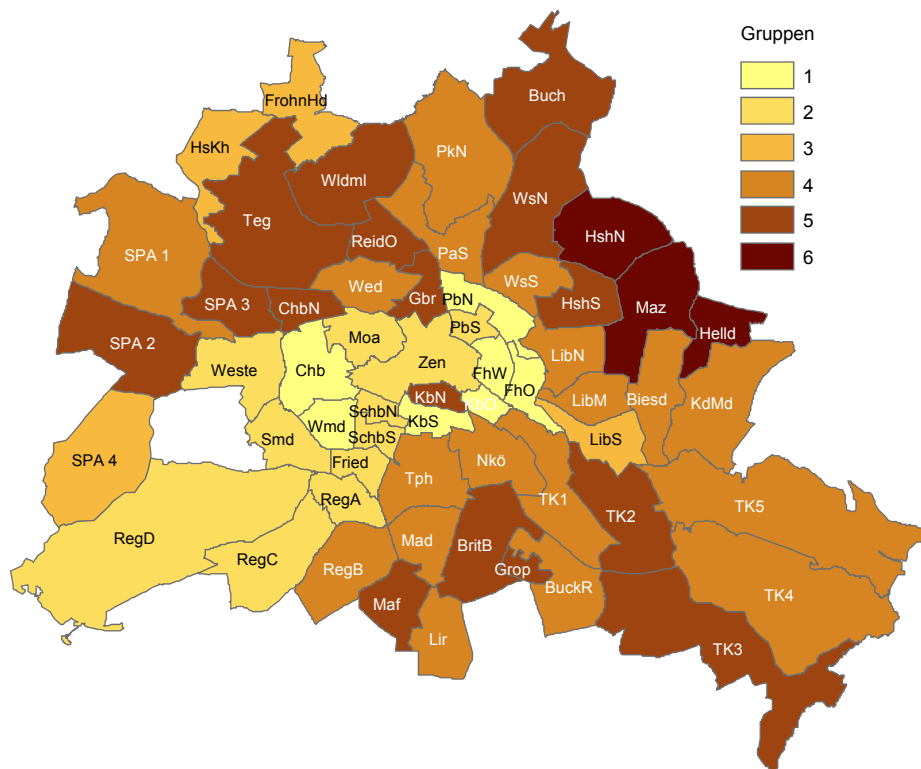 Gruppen
1
2
3
4
5
6
FrohnHd
HsKh
Buch
PkN
Wldml
WsN
Teg
HshN
ReidO
SPA 1
PaS
WsS
Wed
HshS
Maz
SPA 3
ChbN
Gbr
PbN
Helld
SPA 2
Moa
PbS
LibN
Weste
Chb
Zen
FhW
FhO
KbN
KbO
LibM
Biesd
KdMd
SchbN
KbS
Wmd
SchbS
Smd
LibS
SPA 4
Fried
Tph
Nkö
RegA
TK1
TK2
TK5
RegD
RegC
RegB
Mad
BritB
Grop
BuckR
TK4
Maf
Lir
TK3